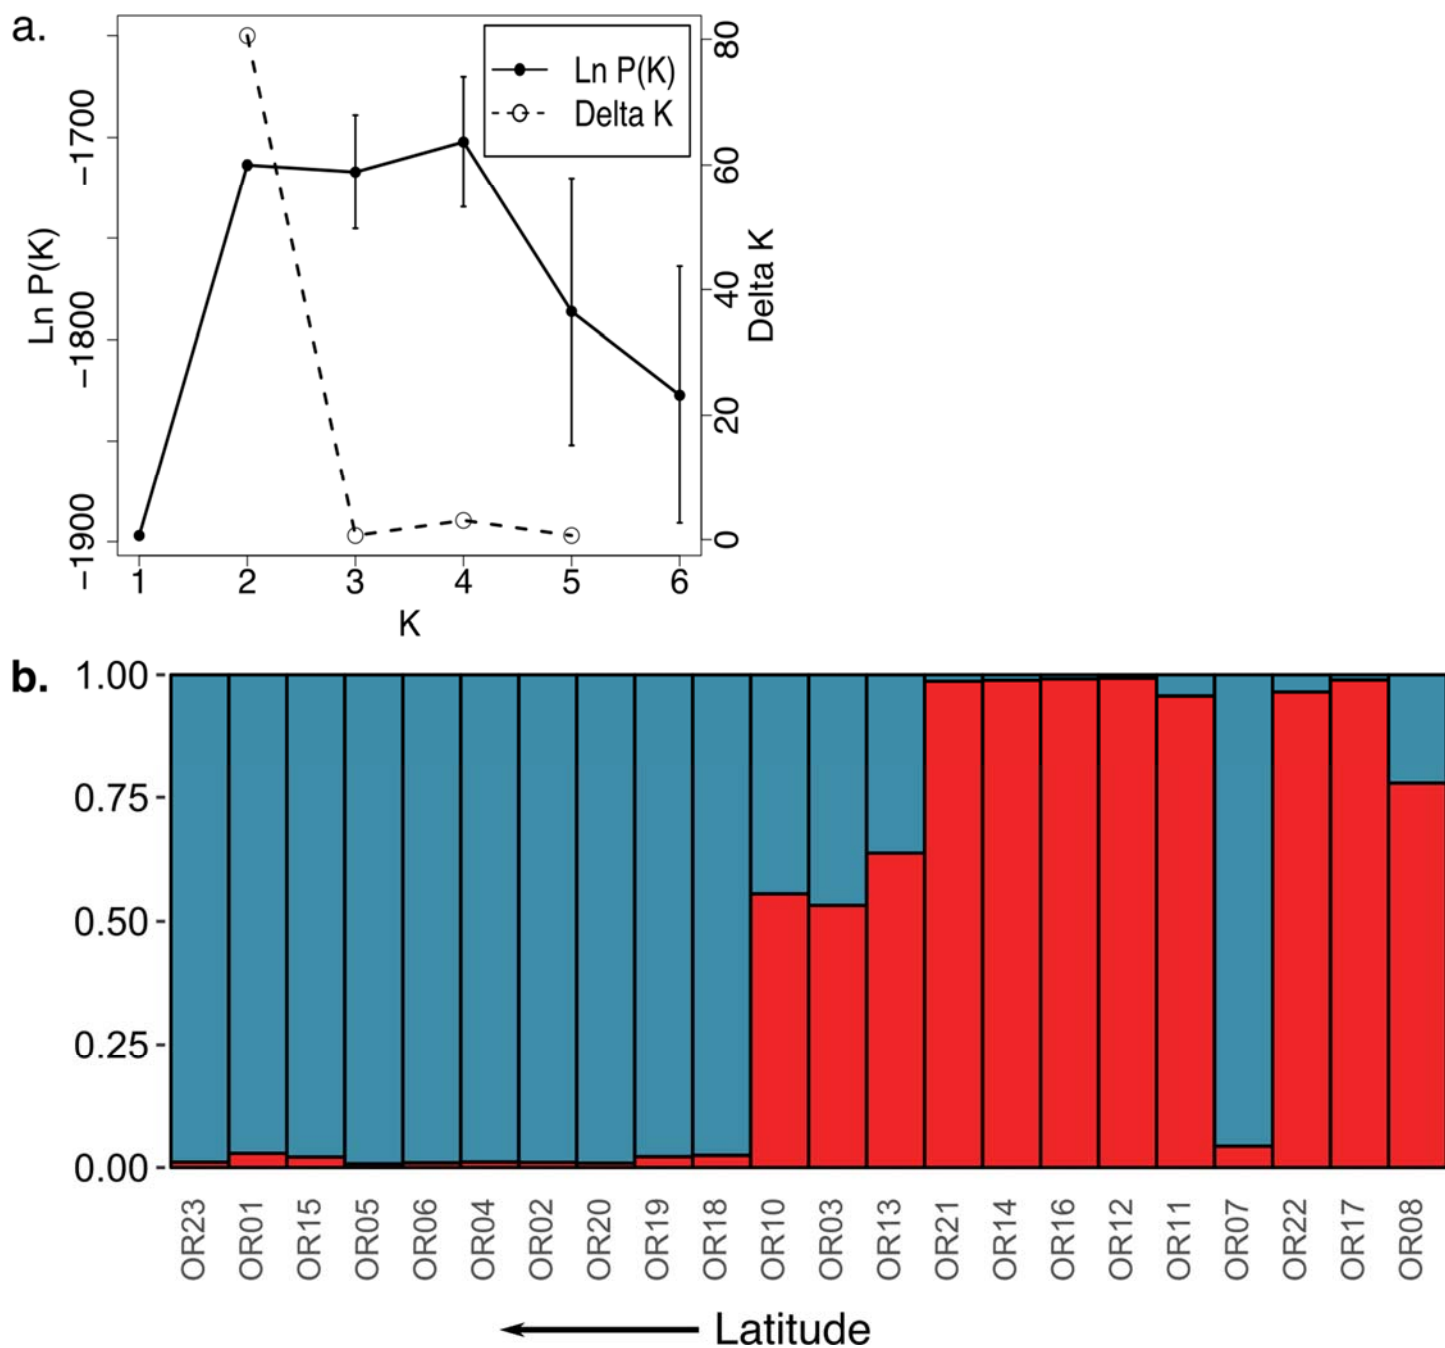 a.
Ln P(K)
−1700
−1800
−1900
Ln P(K)
Delta K
80
60
40
20
0
Delta K
1 2 3 4 5 6
K
b.
1.00
0.75
0.50
0.25
0.00
OR23 OR01 OR15 OR05 OR06 OR04 OR02 OR20 OR19 OR18 OR10 OR03 OR13 OR21 OR14 OR16 OR12 OR11 OR07 OR22 OR17 OR08
Latitude